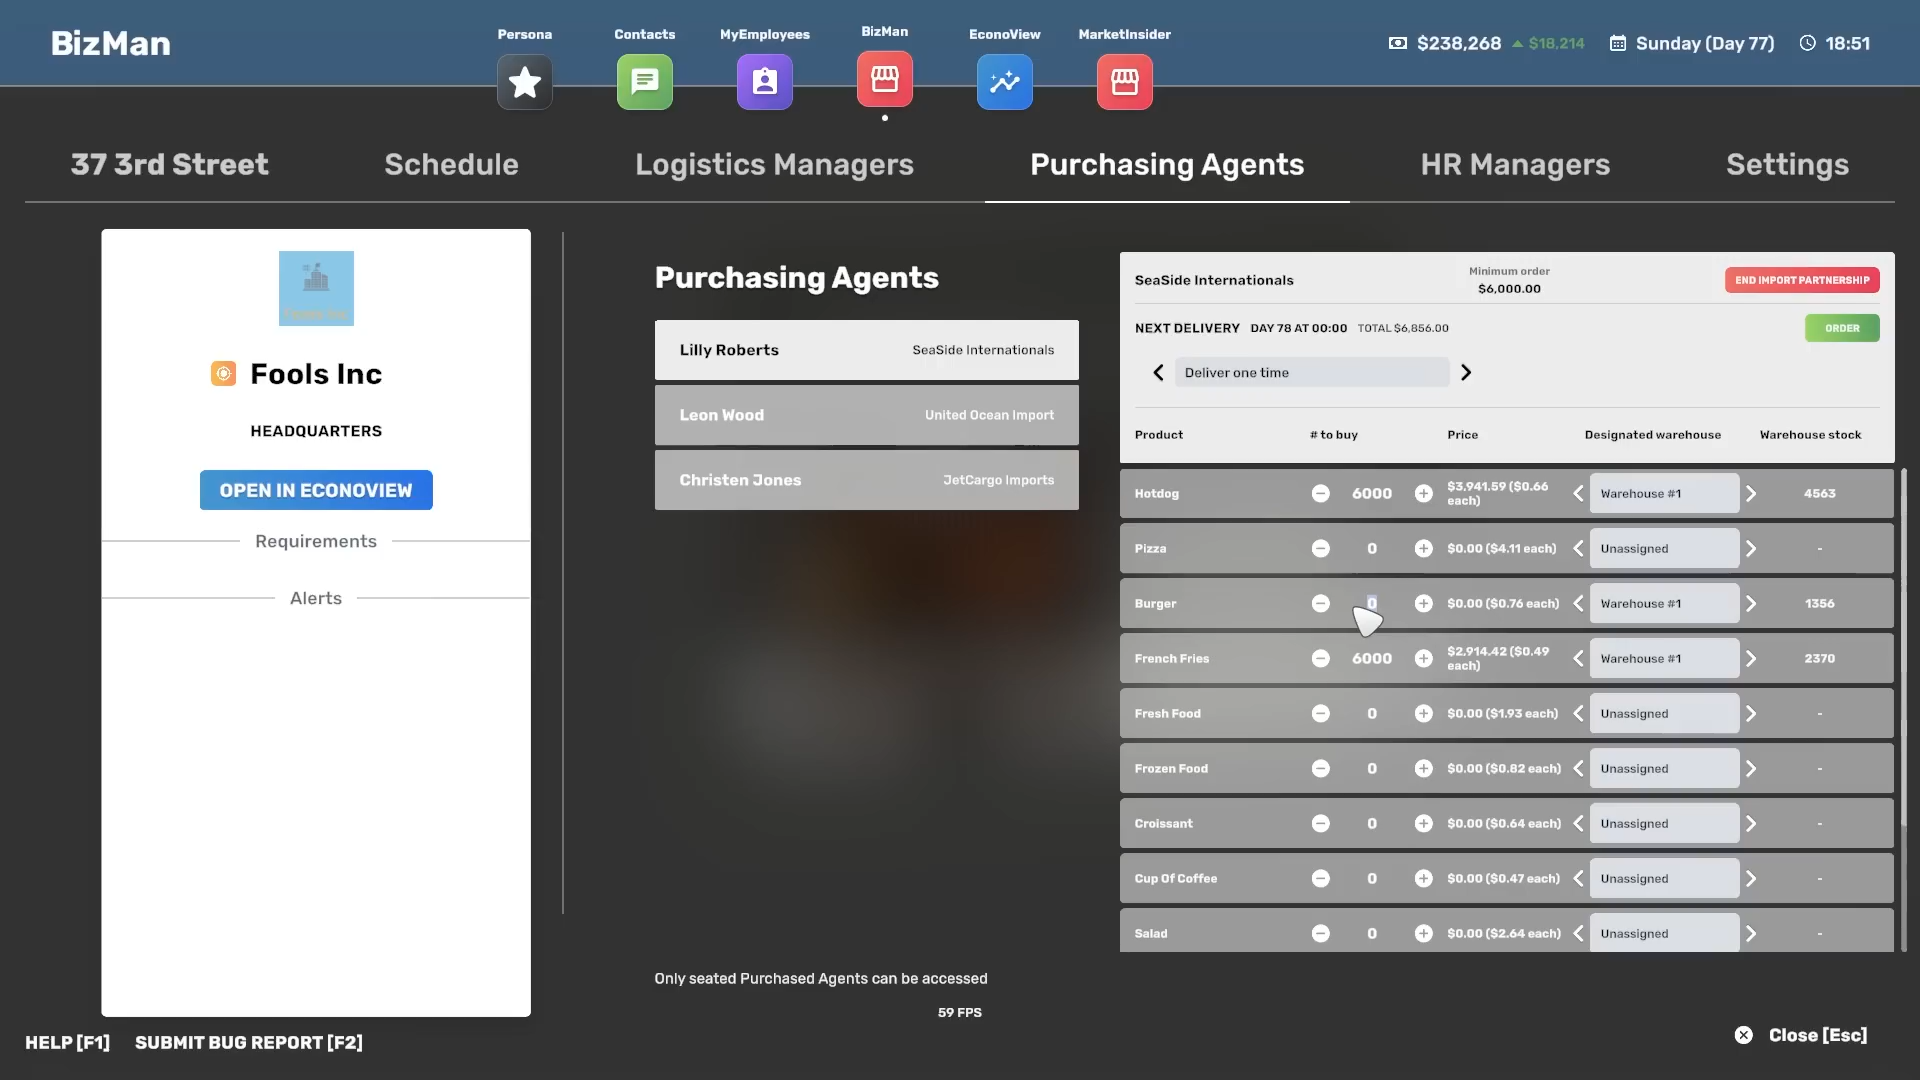 BizMan
Persona
Contacts
MyEmployees
BizMan
EconoView
MarketInsider
$238,268 $18,214 Sunday (Day 77) 18:51
37 3rd Street
Schedule
Logistics Managers
Purchasing Agents
HR Managers
Settings
Fools Inc
HEADQUARTERS
OPEN IN ECONOVIEW
Requirements
Alerts
Purchasing Agents
Lilly Roberts SeaSide Internationals
Leon Wood United Ocean Import
Christen Jones JetCargo Imports
Only seated Purchased Agents can be accessed
59 FPS
SeaSide Internationals
Minimum order
$6,000.00
END IMPORT PARTNERSHIP
NEXT DELIVERY DAY 78 AT 00:00 TOTAL $6,856.00
ORDER
Deliver one time
Product # to buy Price Designated warehouse Warehouse stock
Hotdog 6000 $3,941.59 ($0.66 each) Warehouse #1 4563
Pizza 0 $0.00 ($4.11 each) Unassigned -
Burger 0 $0.00 ($0.76 each) Warehouse #1 1356
French Fries 6000 $2,914.42 ($0.49 each) Warehouse #1 2370
Fresh Food 0 $0.00 ($1.93 each) Unassigned -
Frozen Food 0 $0.00 ($0.82 each) Unassigned -
Croissant 0 $0.00 ($0.64 each) Unassigned -
Cup Of Coffee 0 $0.00 ($0.47 each) Unassigned -
Salad 0 $0.00 ($2.64 each) Unassigned -
HELP [F1] SUBMIT BUG REPORT [F2]
Close [Esc]